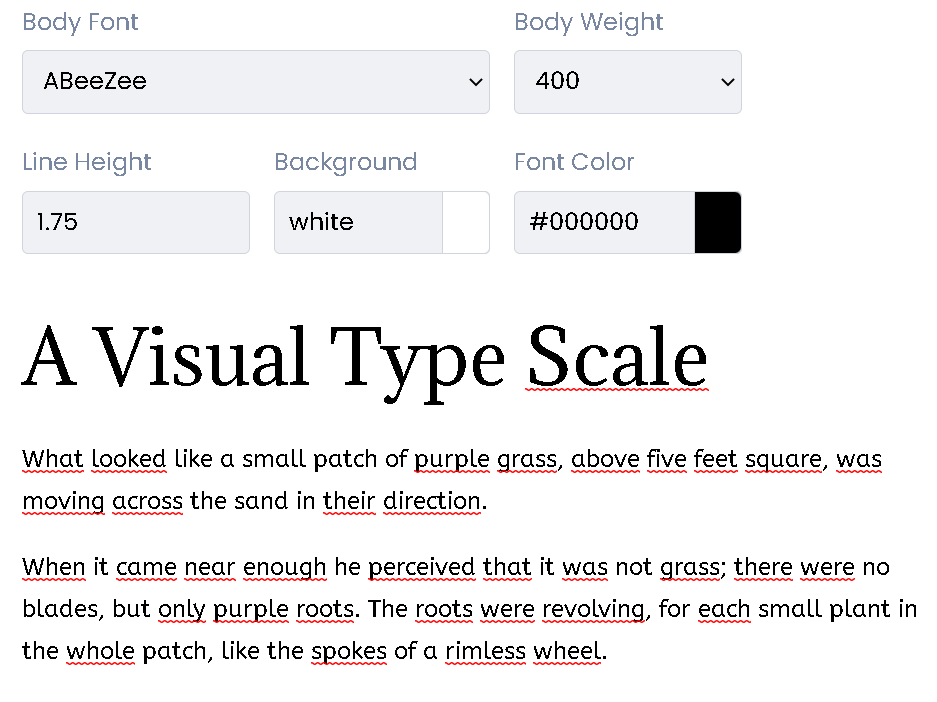 Body Font Body Weight
ABeeZee 400
Line Height Background Font Color
1.75 white #000000
A Visual Type Scale
What looked like a small patch of purple grass, above five feet square, was
moving across the sand in their direction.
When it came near enough he perceived that it was not grass; there were no
blades, but only purple roots. The roots were revolving, for each small plant in
the whole patch, like the spokes of a rimless wheel.